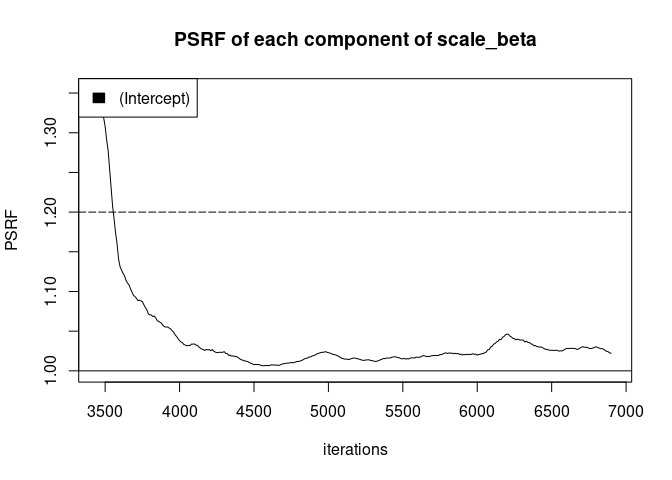 PSRF of each component of scale_beta
(Intercept)
PSRF
1.30
1.20
1.10
1.00
3500 4000 4500 5000 5500 6000 6500 7000
iterations